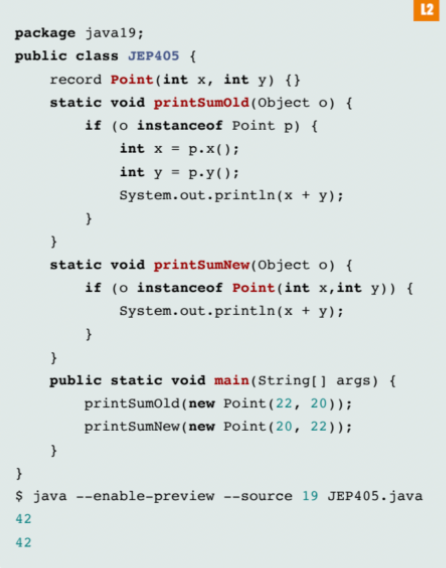 L2
package java19;
public class JEP405 {
    record Point(int x, int y) {}
    static void printSumOld(Object o) {
        if (o instanceof Point p) {
            int x = p.x();
            int y = p.y();
            System.out.println(x + y);
        }
    }
    static void printSumNew(Object o) {
        if (o instanceof Point(int x,int y)) {
            System.out.println(x + y);
        }
    }
    public static void main(String[] args) {
        printSumOld(new Point(22, 20));
        printSumNew(new Point(20, 22));
    }
}
$ java --enable-preview --source 19 JEP405.java
42
42